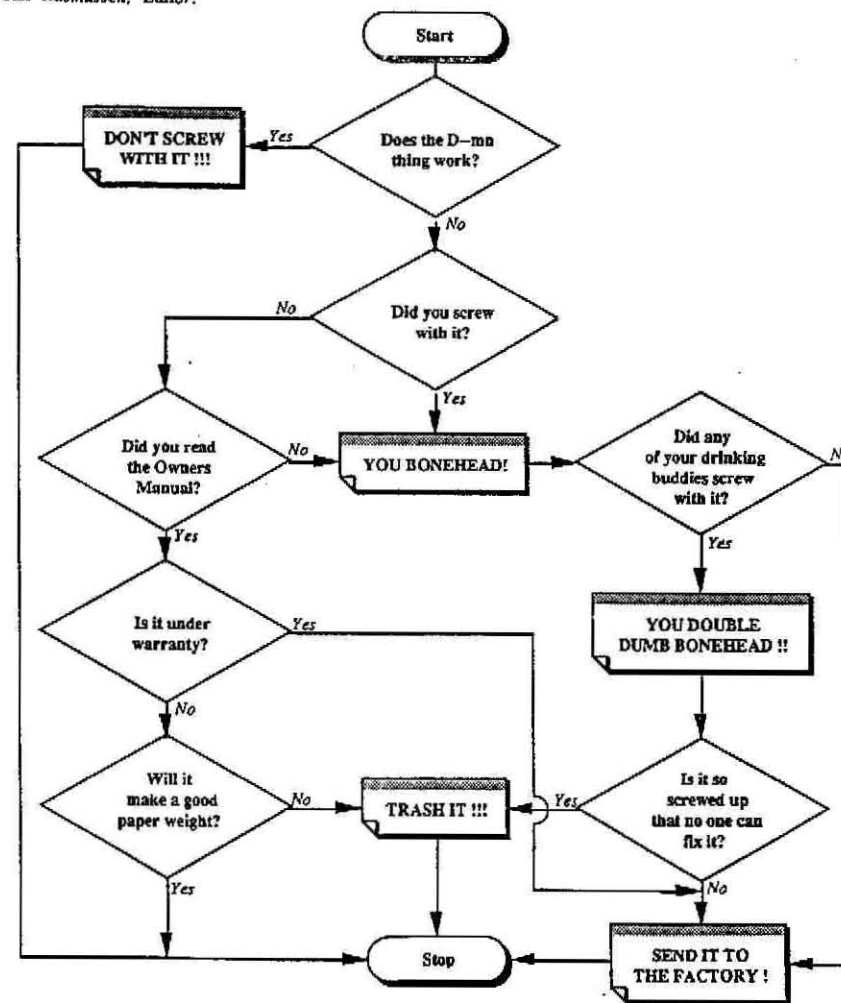 Editor.
Start
Does the D–mn
thing work?
Yes
DON'T SCREW
WITH IT !!!
No
Did you screw
with it?
No
Yes
Did you read
the Owners
Manual?
No
YOU BONEHEAD!
Did any
of your drinking
buddies screw
with it?
Yes
Yes
Is it under
warranty?
Yes
YOU DOUBLE
DUMB BONEHEAD !!
No
Will it
make a good
paper weight?
No
TRASH IT !!!
Yes
Is it so
screwed up
that no one can
fix it?
Yes
No
Stop
SEND IT TO
THE FACTORY !